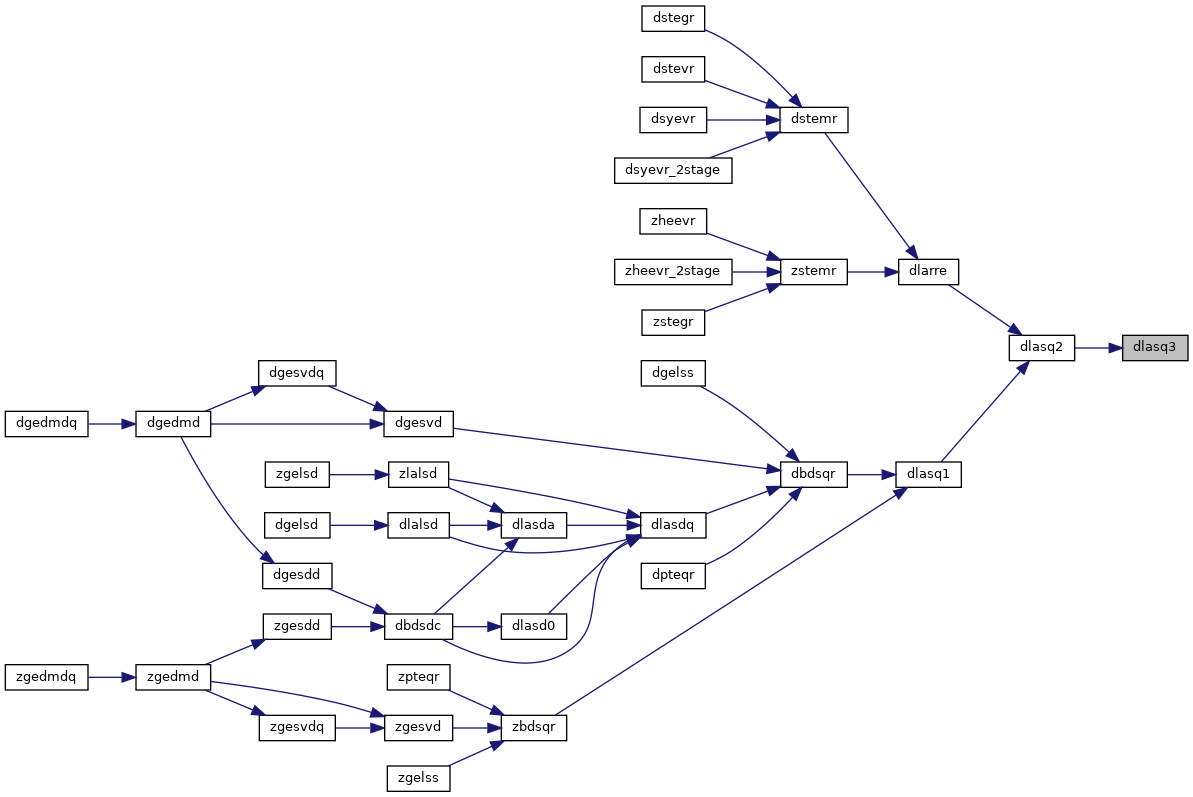 dstegr
dstevr
dsyevr
dstemr
dsyevr_2stage
zheevr
zheevr_2stage
zstemr
dlarre
zstegr
dlasq2
dlasq3
dgesvdq
dgelss
dgedmdq
dgedmd
dgesvd
zgelsd
zlalsd
dbdsqr
dlasq1
dgelsd
dlalsd
dlasda
dlasdq
dgesdd
dpteqr
zgesdd
dbdsdc
dlasd0
zgedmdq
zgedmd
zpteqr
zgesvdq
zgesvd
zbdsqr
zgelss